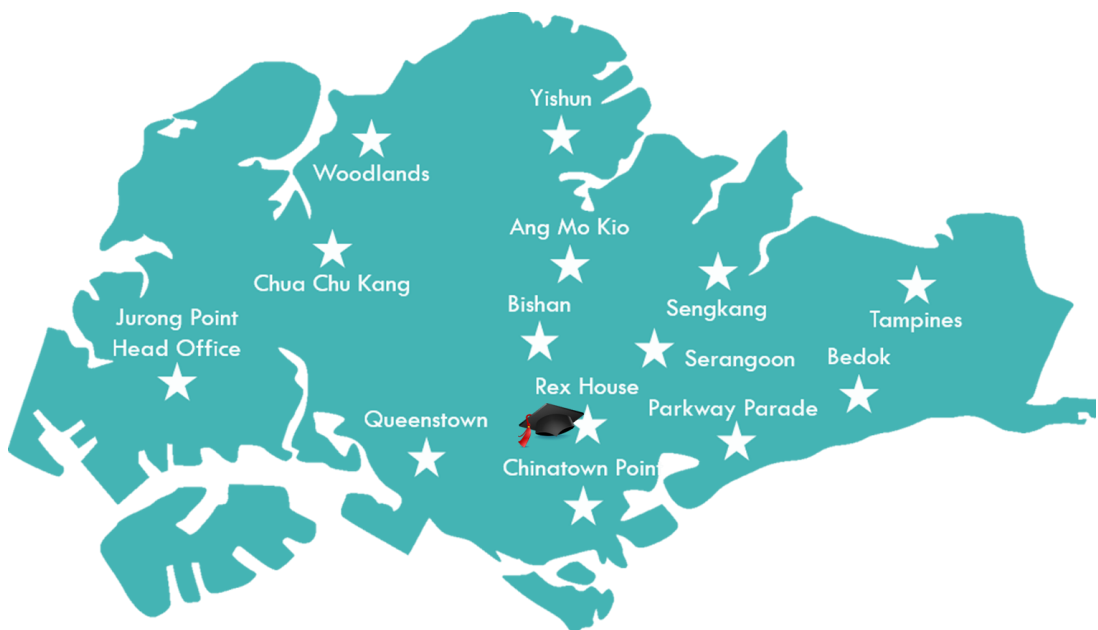 Yishun
Woodlands
Ang Mo Kio
Chua Chu Kang
Bishan
Sengkang
Jurong Point
Head Office
Tampines
Serangoon
Bedok
Rex House
Parkway Parade
Queenstown
Chinatown Point